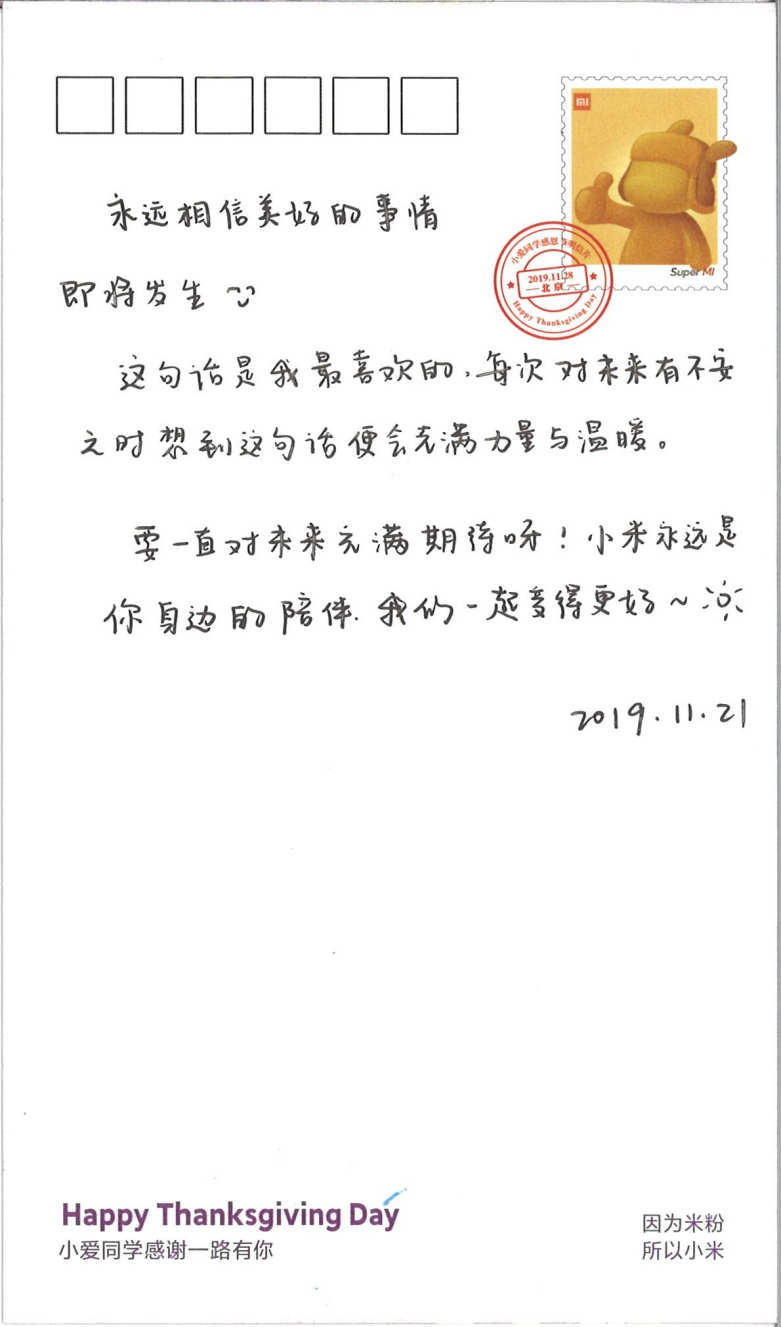 永远相信美好的事情
即将发生
这句话是我最喜欢的,每次对未来有不安
之时想到这句话便会充满力量与温暖。
要一直对未来充满期待呀!小米永远是
你身边的陪伴.我们一起变得更好~
2019.11.21
MI
Super MI
小爱同学感恩节明信片
2019.11.28
北京
Happy Thanksgiving Day
Happy Thanksgiving Day
小爱同学感谢一路有你
因为米粉
所以小米